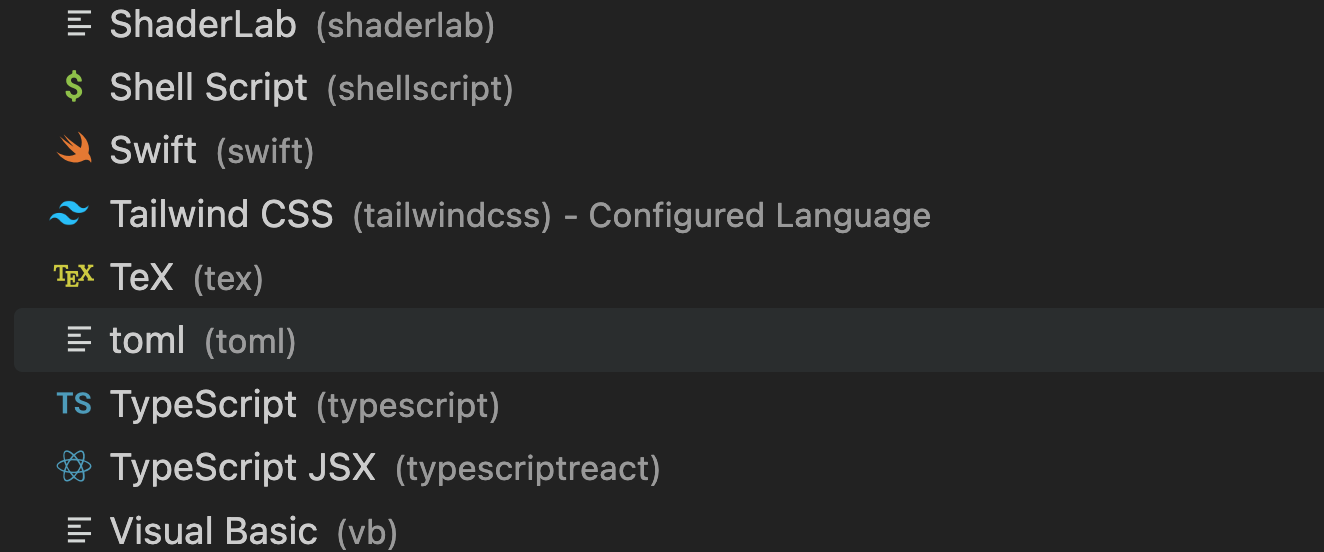 ShaderLab (shaderlab)
$ Shell Script (shellscript)
Swift (swift)
Tailwind CSS (tailwindcss) - Configured Language
TEX TeX (tex)
toml (toml)
TS TypeScript (typescript)
TypeScript JSX (typescriptreact)
Visual Basic (vb)